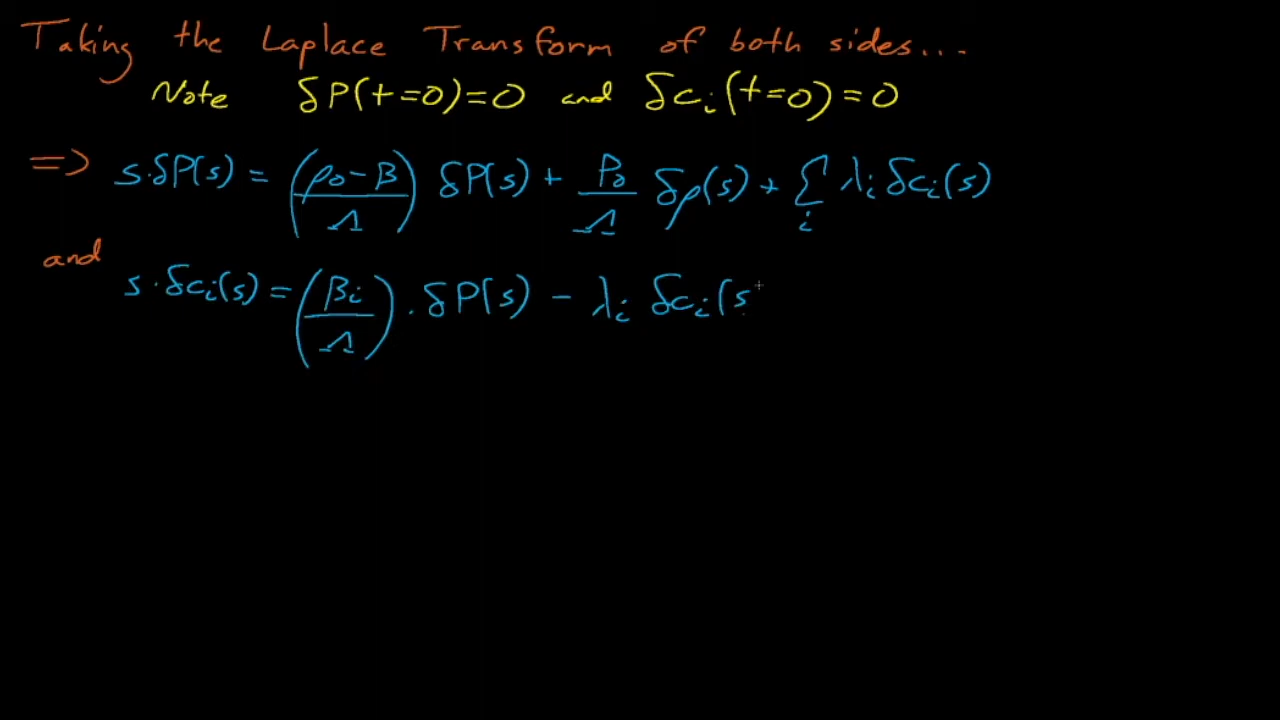 Taking the Laplace Transform of both sides...
Note δP(t=0)=0 and δc_i(t=0)=0
=> s·δP(s) = ((ρ₀-β)/Λ) δP(s) + P₀/Λ δρ(s) + Σ_i λ_i δc_i(s)
and
s·δc_i(s) = (β_i/Λ)·δP(s) - λ_i δc_i(s